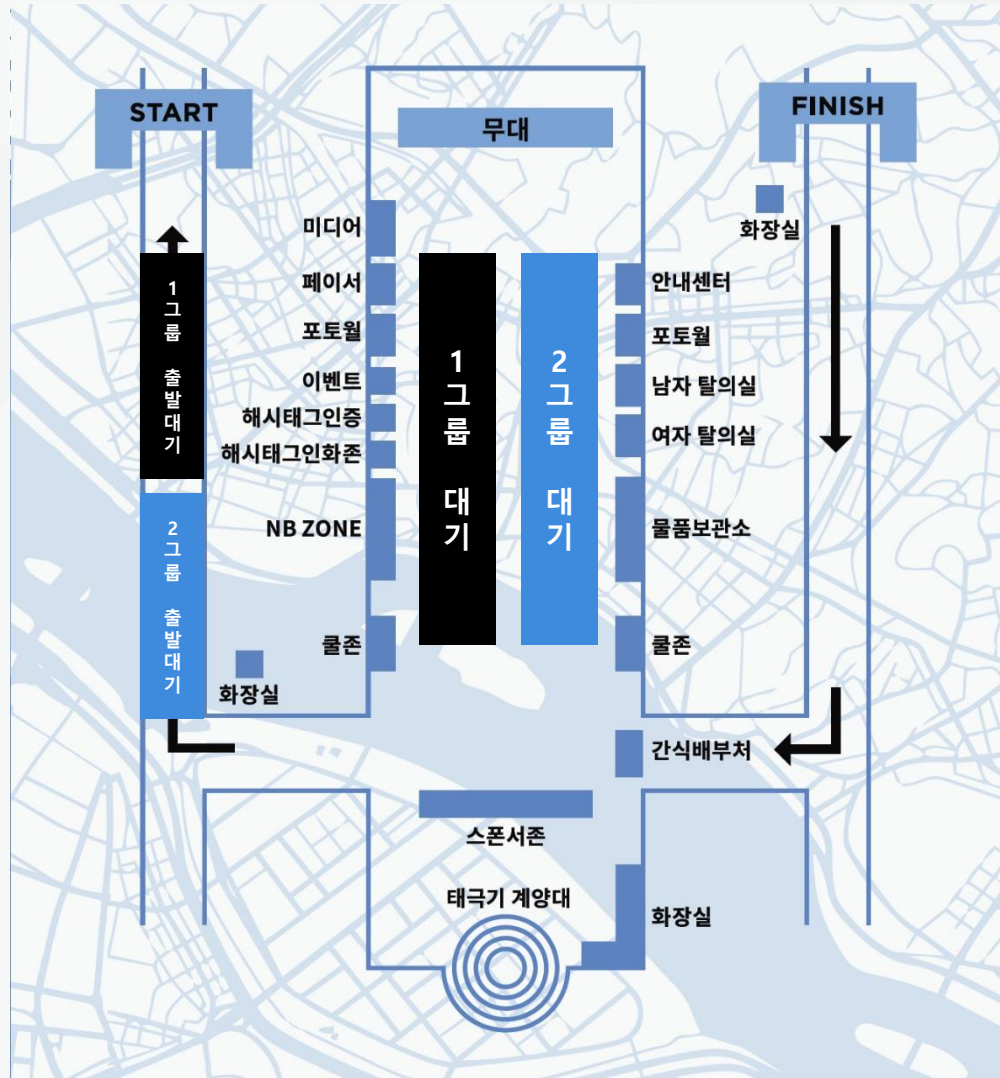 START
FINISH
무대
화장실
미디어
페이서
포토월
이벤트
해시태그인증
해시태그인화존
NB ZONE
쿨존
1그룹 출발대기
2그룹 출발대기
1그룹 대기
2그룹 대기
안내센터
포토월
남자 탈의실
여자 탈의실
물품보관소
쿨존
화장실
간식배부처
스폰서존
태극기 계양대
화장실